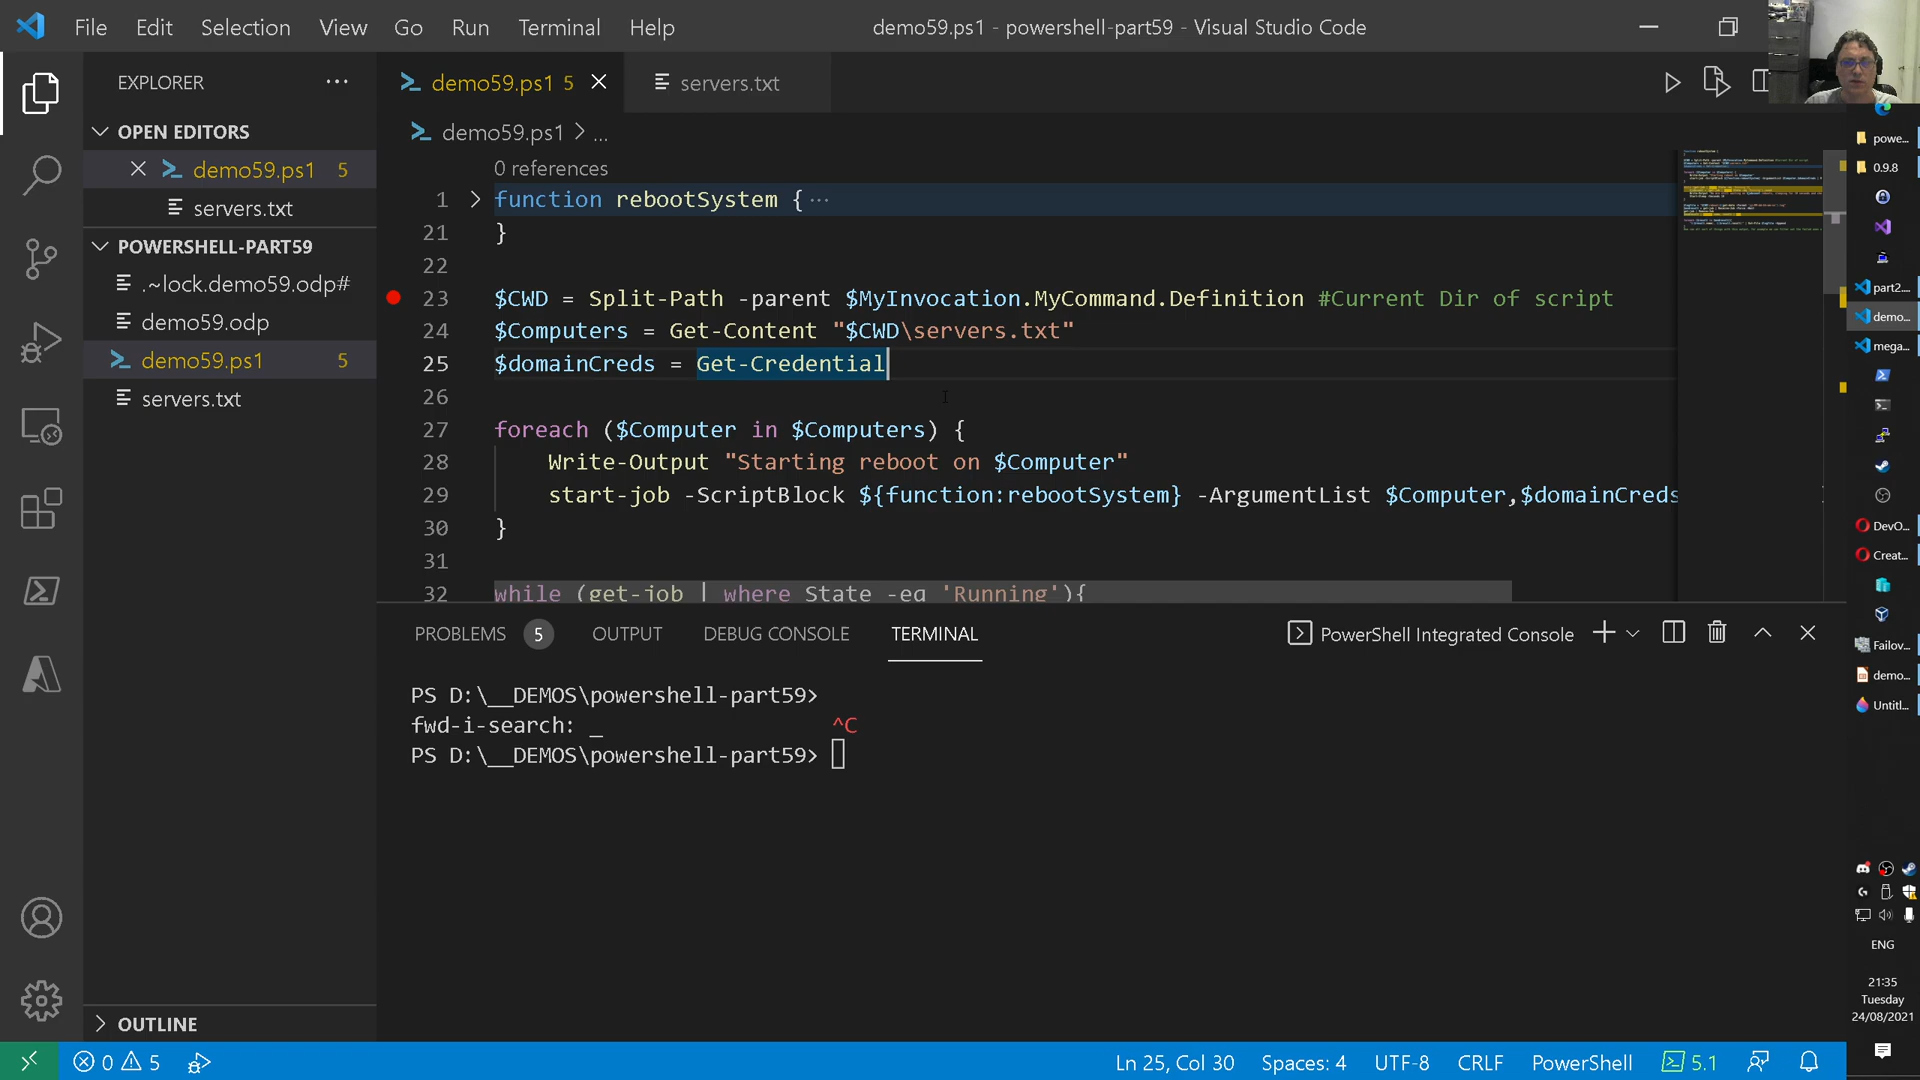 File Edit Selection View Go Run Terminal Help
demo59.ps1 - powershell-part59 - Visual Studio Code
EXPLORER
OPEN EDITORS
demo59.ps1 5
servers.txt
POWERSHELL-PART59
.~lock.demo59.odp#
demo59.odp
demo59.ps1 5
servers.txt
OUTLINE
demo59.ps1 5
servers.txt
demo59.ps1 > ...
0 references
1 function rebootSystem { ...
21 }
22
23 $CWD = Split-Path -parent $MyInvocation.MyCommand.Definition #Current Dir of script
24 $Computers = Get-Content "$CWD\servers.txt"
25 $domainCreds = Get-Credential
26
27 foreach ($Computer in $Computers) {
28 Write-Output "Starting reboot on $Computer"
29 start-job -ScriptBlock ${function:rebootSystem} -ArgumentList $Computer,$domainCreds
30 }
31
32 while (get-job | where State -eq 'Running'){
PROBLEMS 5 OUTPUT DEBUG CONSOLE TERMINAL
PowerShell Integrated Console
PS D:\__DEMOS\powershell-part59>
fwd-i-search: _ ^C
PS D:\__DEMOS\powershell-part59>
0 5
Ln 25, Col 30 Spaces: 4 UTF-8 CRLF PowerShell 5.1
powe...
0.9.8
part2....
demo...
mega...
DevO...
Creat...
Failov...
demo...
Untitl...
ENG
21:35
Tuesday
24/08/2021